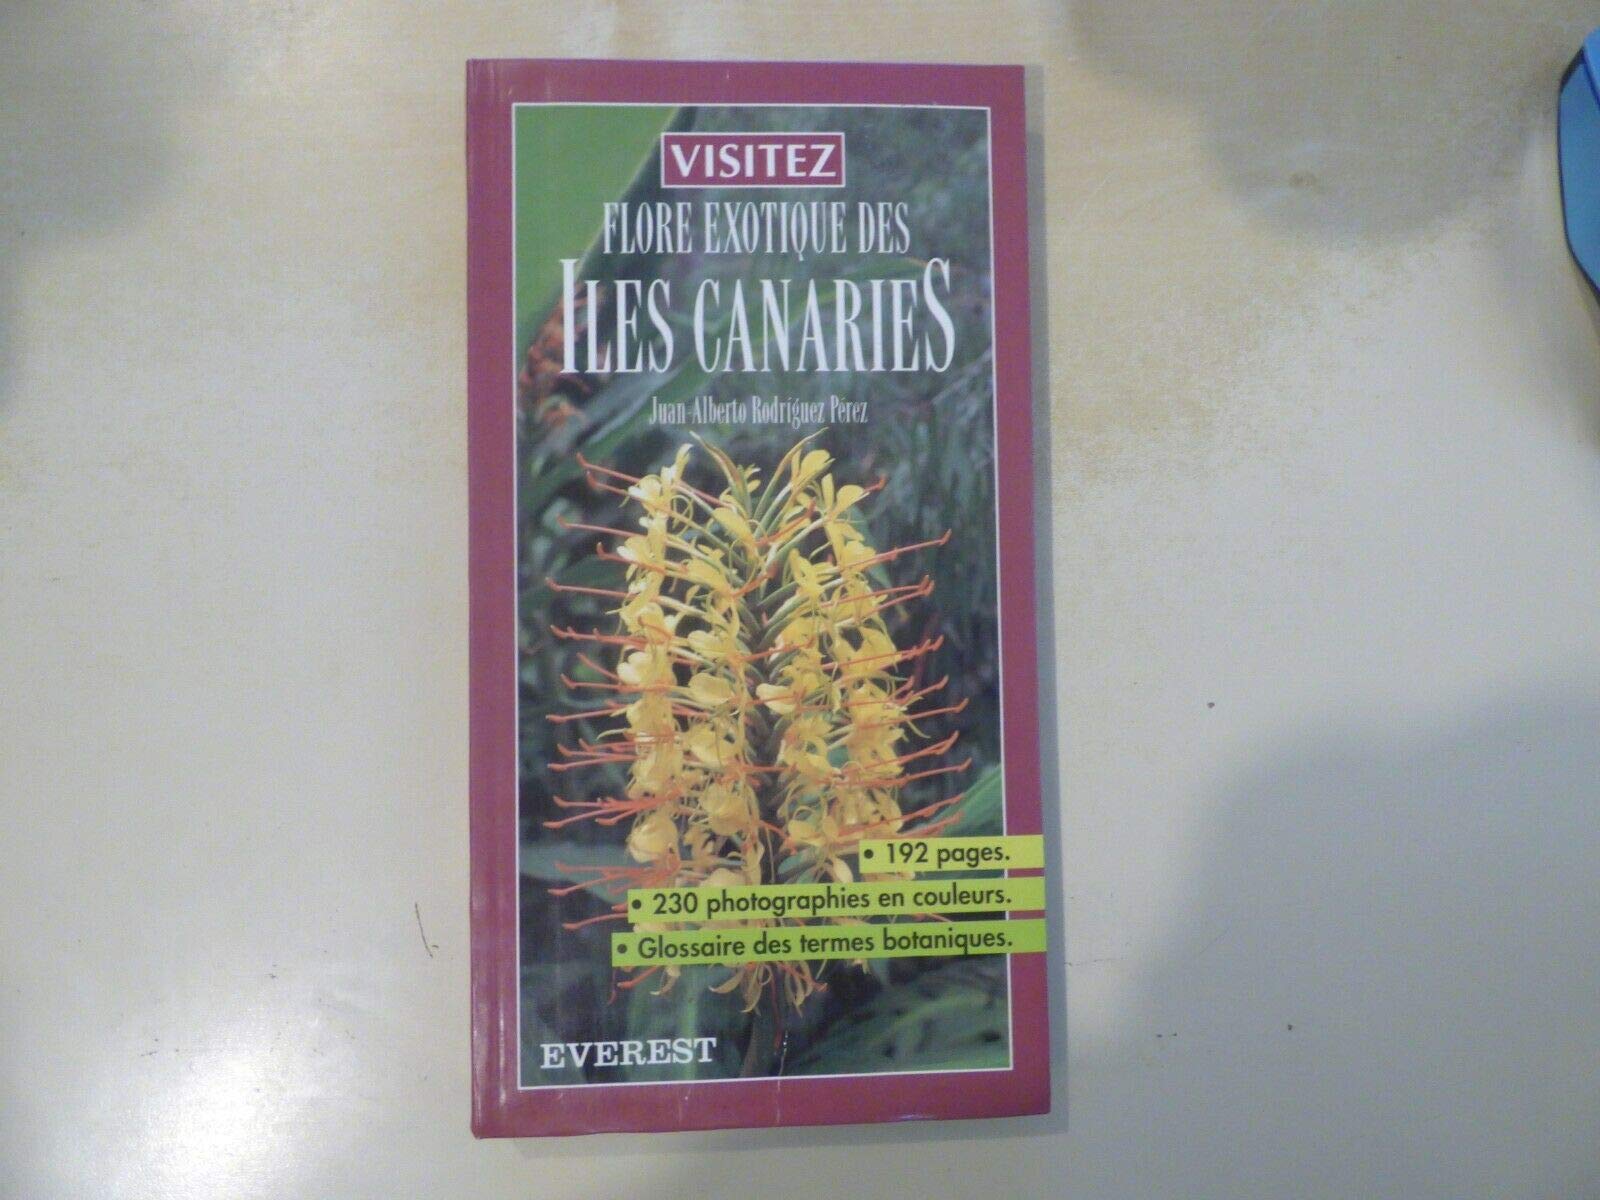 VISITEZ
FLORE EXOTIQUE DES
ILES CANARIES
Juan-Alberto Rodríguez Pérez
• 192 pages.
• 230 photographies en couleurs.
• Glossaire des termes botaniques.
EVEREST